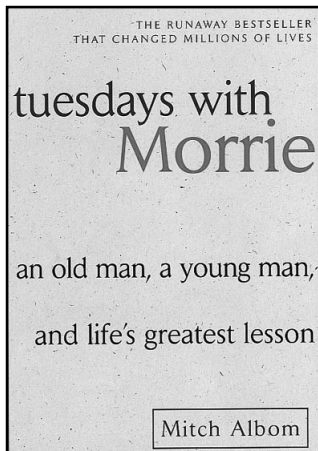 THE RUNAWAY BESTSELLER
THAT CHANGED MILLIONS OF LIVES
tuesdays with
Morrie
an old man, a young man,
and life's greatest lesson
Mitch Albom